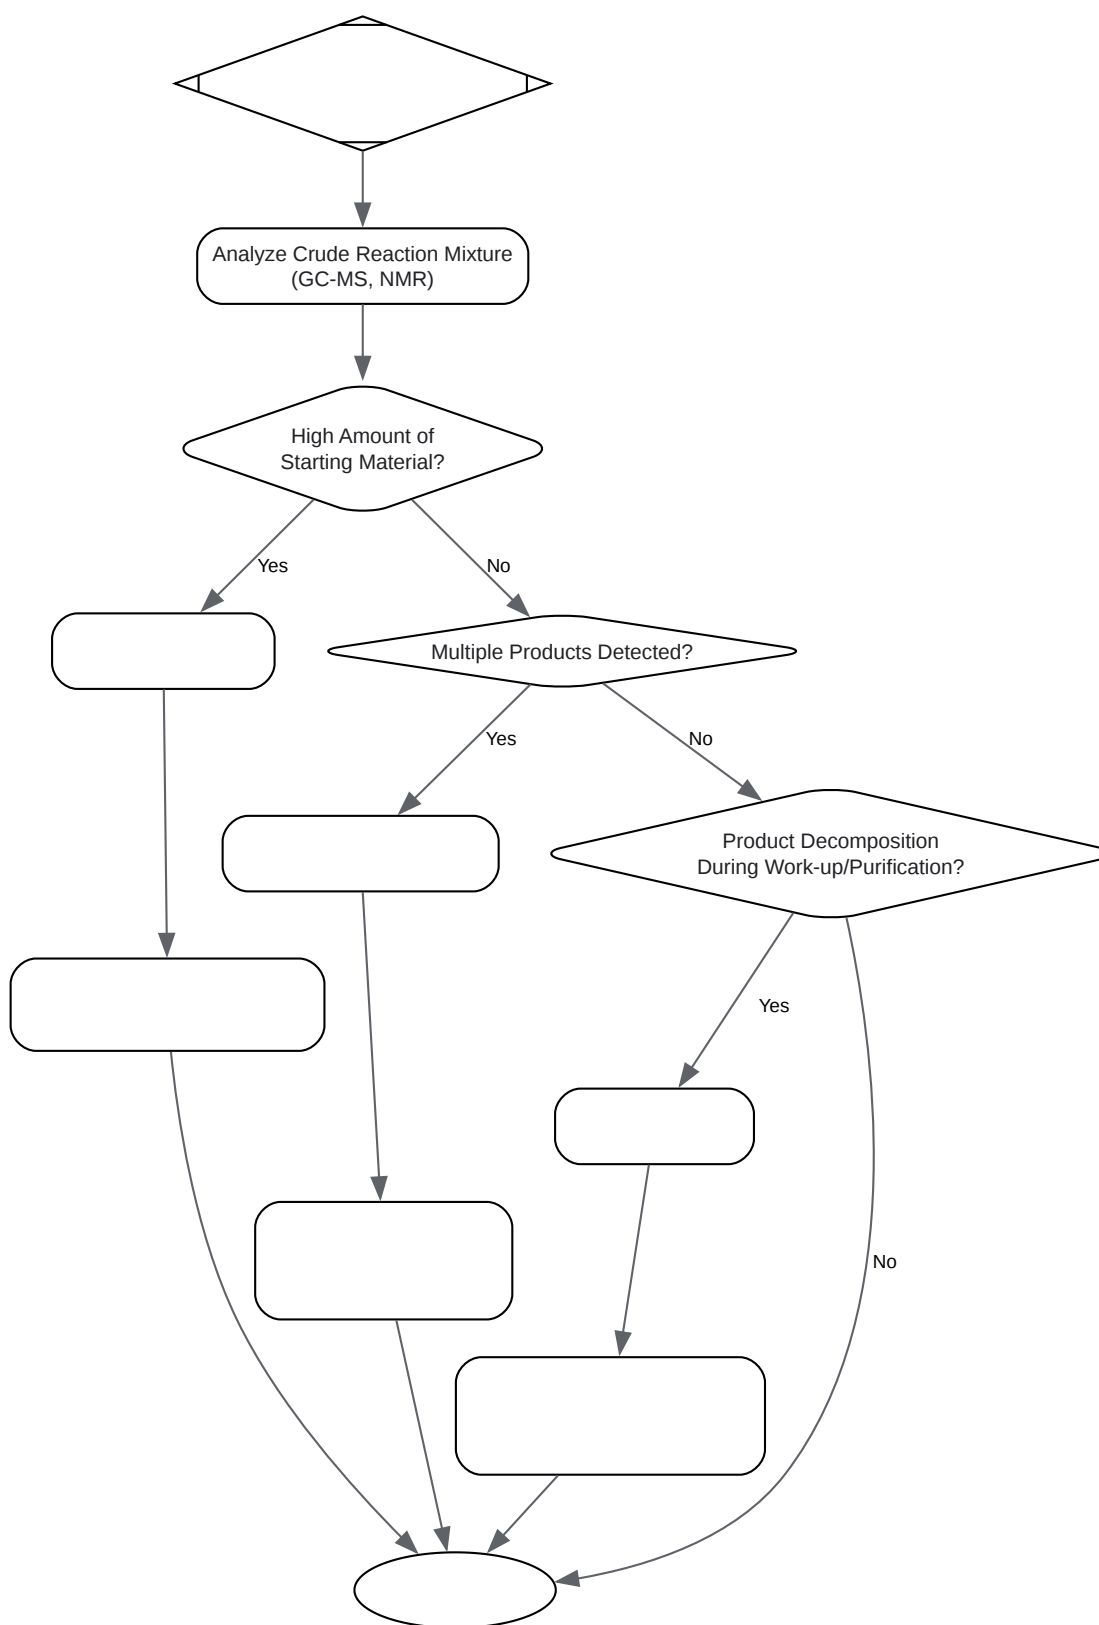 Analyze Crude Reaction Mixture
(GC-MS, NMR)
High Amount of
Starting Material?
Yes
No
Multiple Products Detected?
Yes
No
Product Decomposition
During Work-up/Purification?
Yes
No